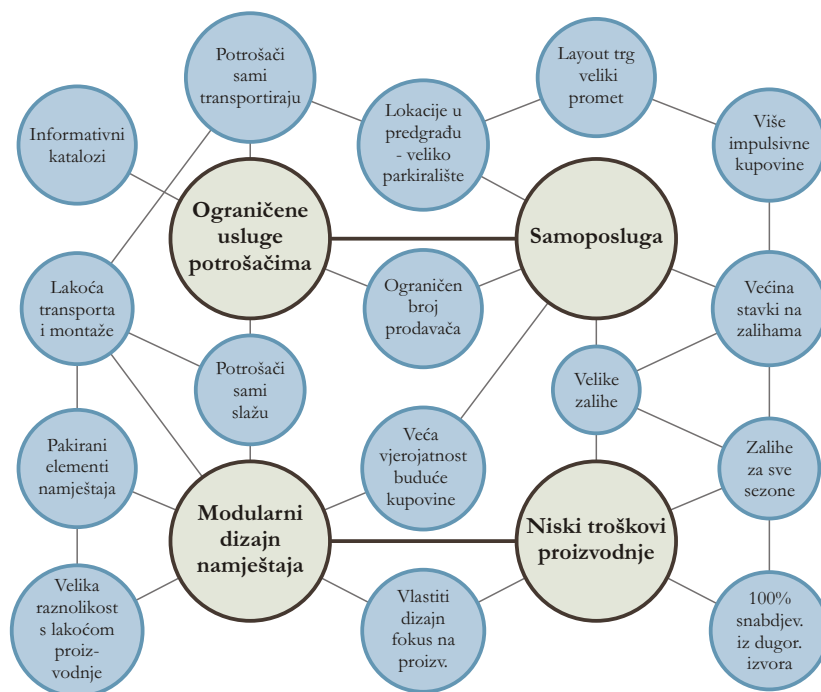 Potrošači
sami
transportiraju
Layout trg
veliki
promet
Informativni
katalozi
Lokacije u
predgrađu
- veliko
parkiralište
Više
impulsivne
kupovine
Ograničene
usluge
potrošačima
Samoposluga
Lakoća
transporta
i montaže
Ograničen
broj
prodavača
Većina
stavki na
zalihama
Potrošači
sami
slažu
Velike
zalihe
Pakirani
elementi
namještaja
Veća
vjerojatnost
buduće
kupovine
Zalihe
za sve
sezone
Modularni
dizajn
namještaja
Niski troškovi
proizvodnje
Velika
raznolikost
s lakoćom
proiz-
vodnje
Vlastiti
dizajn
fokus na
proizv.
100%
snabdjev.
iz dugor.
izvora